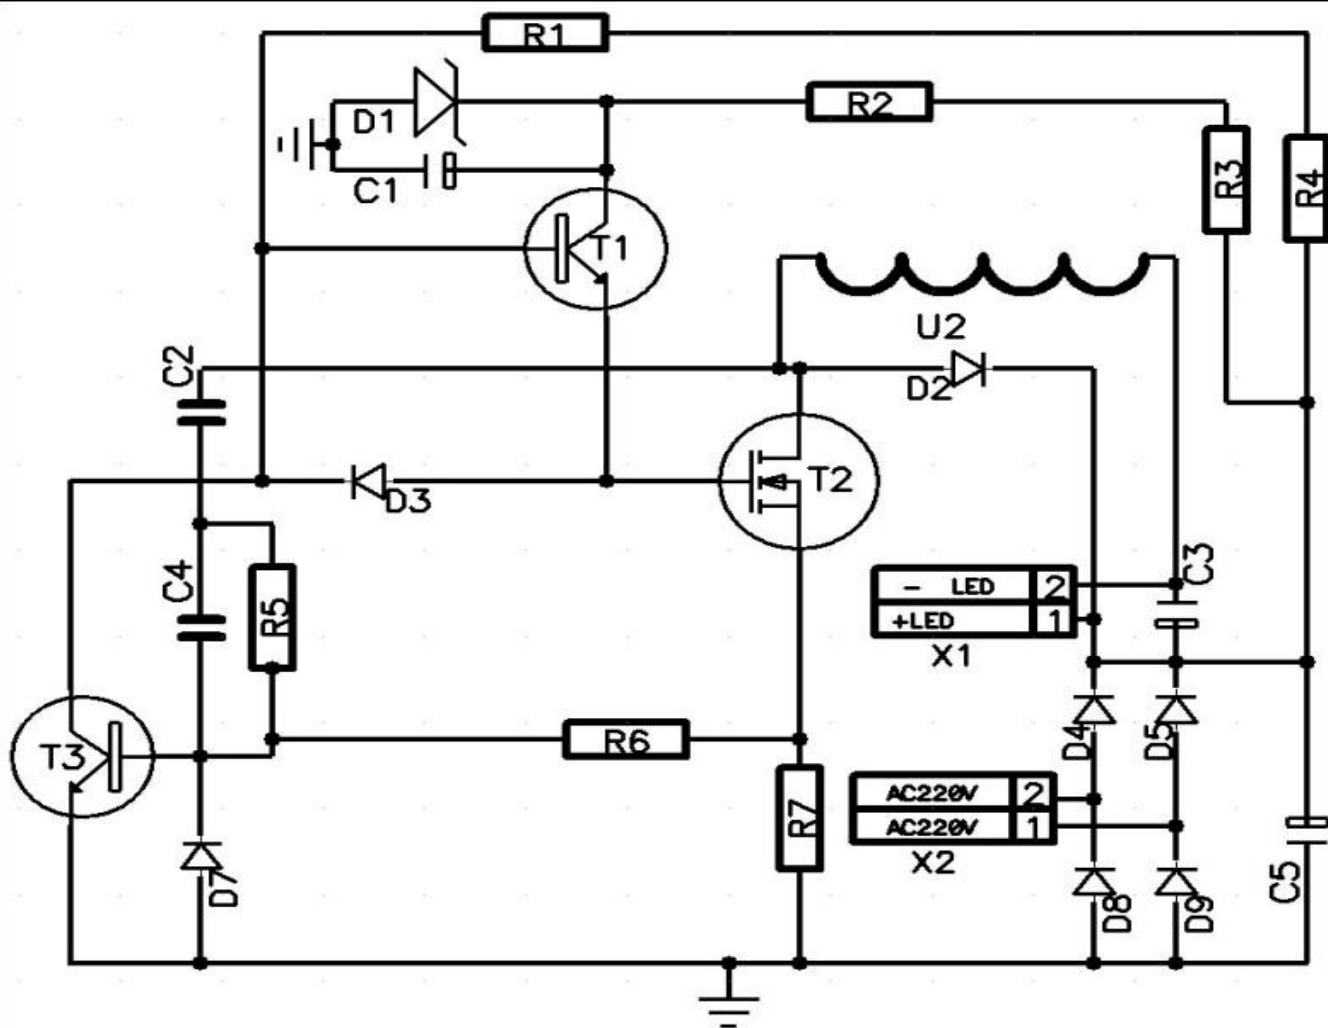 R1
R2
D1
R3
R4
C1
T1
U2
C2
D2
T2
D3
C3
C4
R5
- LED 2
+LED 1
X1
T3
R6
D4
D5
R7
AC220V 2
AC220V 1
X2
C5
D7
D8
D9